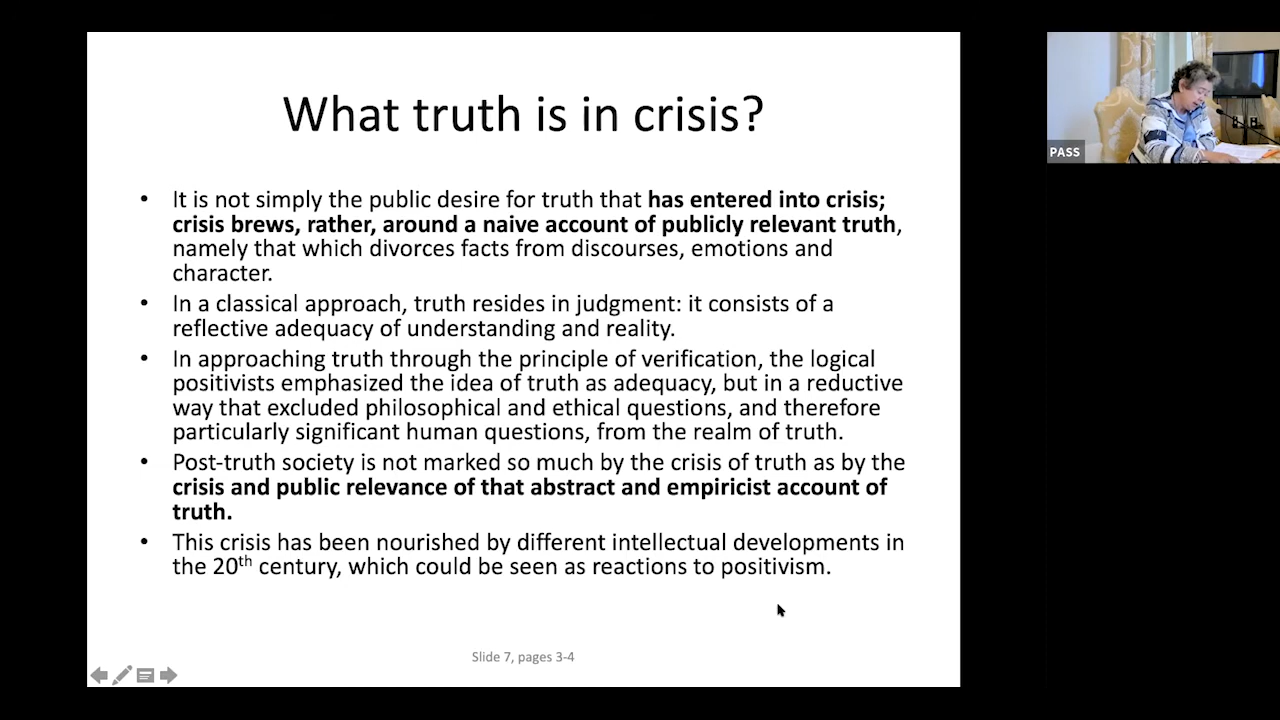 What truth is in crisis?
• It is not simply the public desire for truth that has entered into crisis;
crisis brews, rather, around a naive account of publicly relevant truth,
namely that which divorces facts from discourses, emotions and
character.
• In a classical approach, truth resides in judgment: it consists of a
reflective adequacy of understanding and reality.
• In approaching truth through the principle of verification, the logical
positivists emphasized the idea of truth as adequacy, but in a reductive
way that excluded philosophical and ethical questions, and therefore
particularly significant human questions, from the realm of truth.
• Post-truth society is not marked so much by the crisis of truth as by the
crisis and public relevance of that abstract and empiricist account of
truth.
• This crisis has been nourished by different intellectual developments in
the 20th century, which could be seen as reactions to positivism.
Slide 7, pages 3-4
PASS